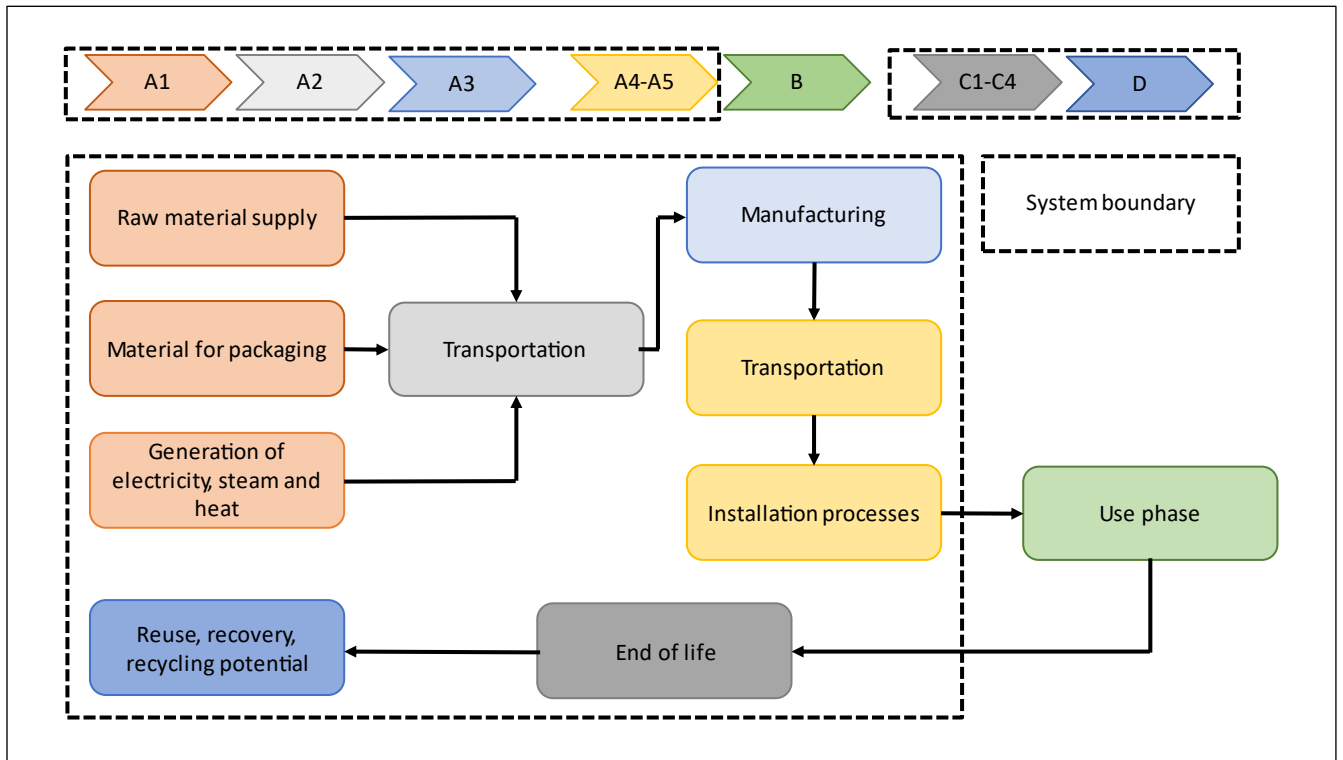 A1
A2
A3
A4-A5
B
C1-C4
D
Raw material supply
Manufacturing
System boundary
Material for packaging
Transportation
Transportation
Generation of
electricity, steam and
heat
Installation processes
Use phase
Reuse, recovery,
recycling potential
End of life